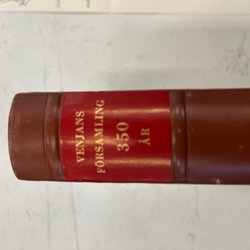 VENJANS
FÖRSAMLING
350
ÅR